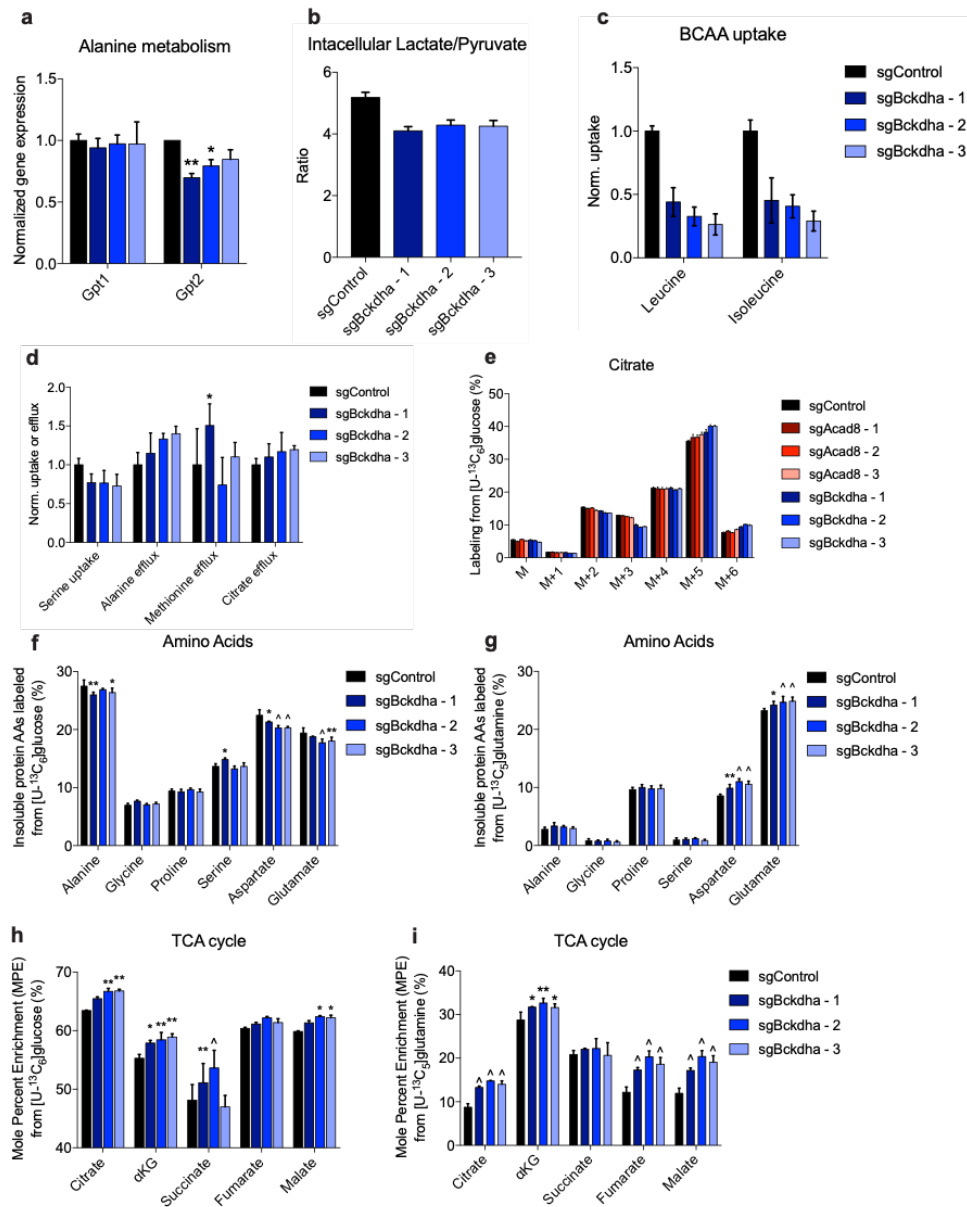 a
Alanine metabolism
Normalized gene expression
1.5
1.0
0.5
0.0
**
*
Gpt1
Gpt2
b
Intacellular Lactate/Pyruvate
Ratio
6
4
2
0
sgControl
sgBckdha - 1
sgBckdha - 2
sgBckdha - 3
c
BCAA uptake
Norm. uptake
1.5
1.0
0.5
0.0
Leucine
Isoleucine
sgControl
sgBckdha - 1
sgBckdha - 2
sgBckdha - 3
d
Norm. uptake or efflux
2.0
1.5
1.0
0.5
0.0
*
Serine uptake
Alanine efflux
Methionine efflux
Citrate efflux
sgControl
sgBckdha - 1
sgBckdha - 2
sgBckdha - 3
e
Citrate
Labeling from [U-¹³C₆]glucose (%)
50
40
30
20
10
0
M
M+1
M+2
M+3
M+4
M+5
M+6
sgControl
sgAcad8 - 1
sgAcad8 - 2
sgAcad8 - 3
sgBckdha - 1
sgBckdha - 2
sgBckdha - 3
f
Amino Acids
Insoluble protein AAs labeled
from [U-¹³C₆]glucose (%)
30
20
10
0
**
*
*
*
^
^
^
**
Alanine
Glycine
Proline
Serine
Aspartate
Glutamate
sgControl
sgBckdha - 1
sgBckdha - 2
sgBckdha - 3
g
Amino Acids
Insoluble protein AAs labeled
from [U-¹³C₅]glutamine (%)
30
20
10
0
**
^
^
*
^
^
Alanine
Glycine
Proline
Serine
Aspartate
Glutamate
sgControl
sgBckdha - 1
sgBckdha - 2
sgBckdha - 3
h
TCA cycle
Mole Percent Enrichment (MPE)
from [U-¹³C₆]glucose (%)
70
60
50
40
**
**
*
**
**
**
^
*
*
Citrate
αKG
Succinate
Fumarate
Malate
i
TCA cycle
Mole Percent Enrichment (MPE)
from [U-¹³C₅]glutamine (%)
40
30
20
10
0
^
^
^
*
**
*
^
^
^
^
^
^
Citrate
αKG
Succinate
Fumarate
Malate
sgControl
sgBckdha - 1
sgBckdha - 2
sgBckdha - 3